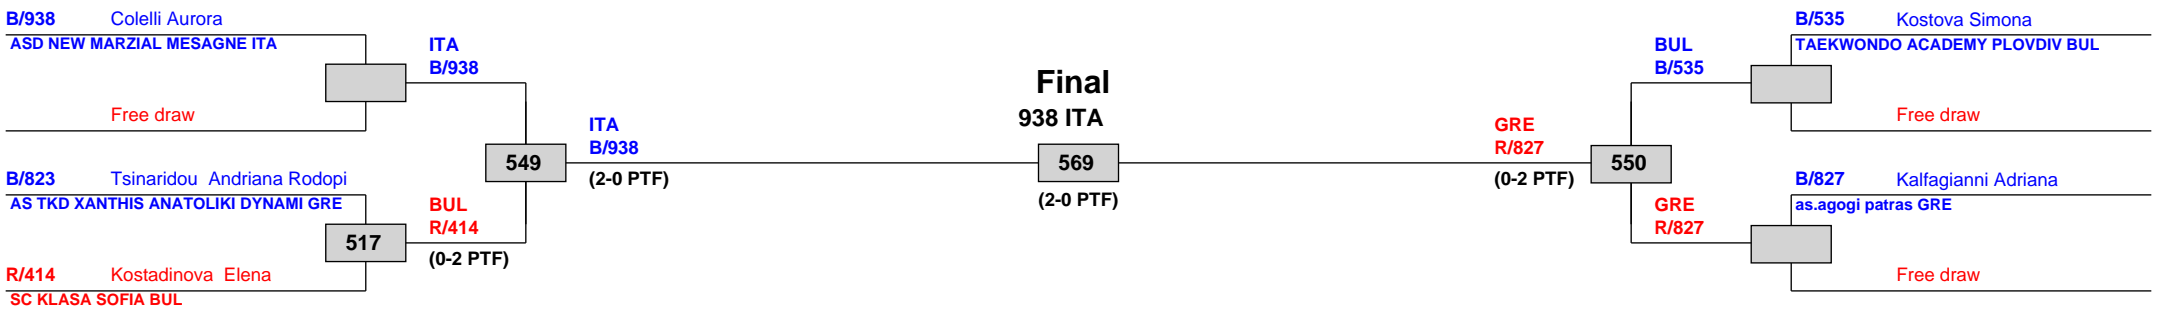 B/938 Colelli Aurora
ASD NEW MARZIAL MESAGNE ITA
Free draw
B/823 Tsinaridou  Andriana Rodopi
AS TKD XANTHIS ANATOLIKI DYNAMI GRE
517
R/414 Kostadinova  Elena
SC KLASA SOFIA BUL
ITA
B/938
BUL
R/414
(0-2 PTF)
549
ITA
B/938
(2-0 PTF)
Final
938 ITA
569
(2-0 PTF)
GRE
R/827
(0-2 PTF)
550
BUL
B/535
GRE
R/827
B/535 Kostova Simona
TAEKWONDO ACADEMY PLOVDIV BUL
Free draw
B/827 Kalfagianni Adriana
as.agogi patras GRE
Free draw